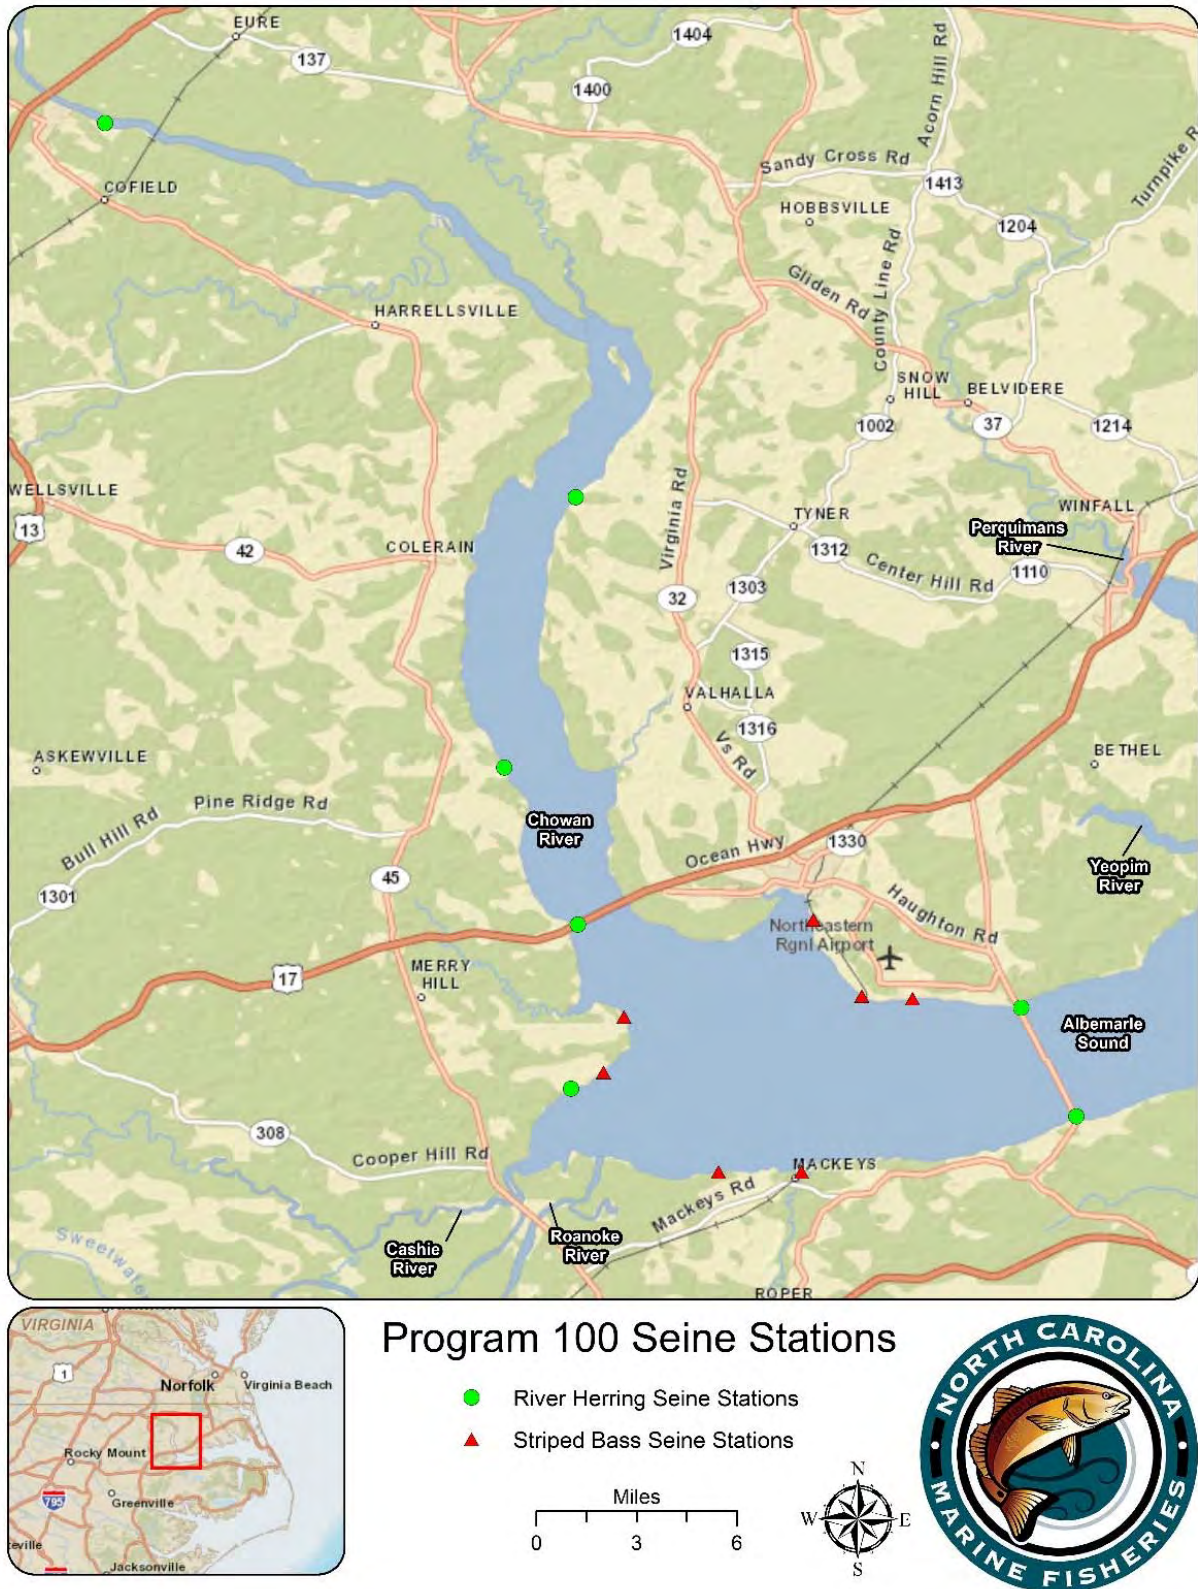 EURE
137
1404
1400
Acorn Hill Rd
Sandy Cross Rd
1413
Turnpike R
COFIELD
HOBBSVILLE
1204
County Line Rd
Gliden Rd
HARRELLSVILLE
SNOW
HILL
BELVIDERE
1002
37
1214
WELLSVILLE
13
42
COLERAIN
Virginia Rd
TYNER
WINFALL
Perquimans
River
1312
Center Hill Rd
1110
1303
32
1315
VALHALLA
1316
Vs Rd
ASKEWVILLE
BETHEL
Pine Ridge Rd
Bull Hill Rd
Chowan
River
Ocean Hwy
1330
Yeopim
River
1301
45
Haughton Rd
Northeastern
Rgnl Airport
17
MERRY
HILL
Albemarle
Sound
308
Cooper Hill Rd
MACKEYS
Mackeys Rd
Cashie
River
Roanoke
River
Sweetwater
ROPER
VIRGINIA
1
Norfolk
Virginia Beach
Rocky Mount
795
Greenville
teville
Jacksonville
Program 100 Seine Stations
River Herring Seine Stations
Striped Bass Seine Stations
Miles
0 3 6
N
W E
S
NORTH CAROLINA
MARINE FISHERIES